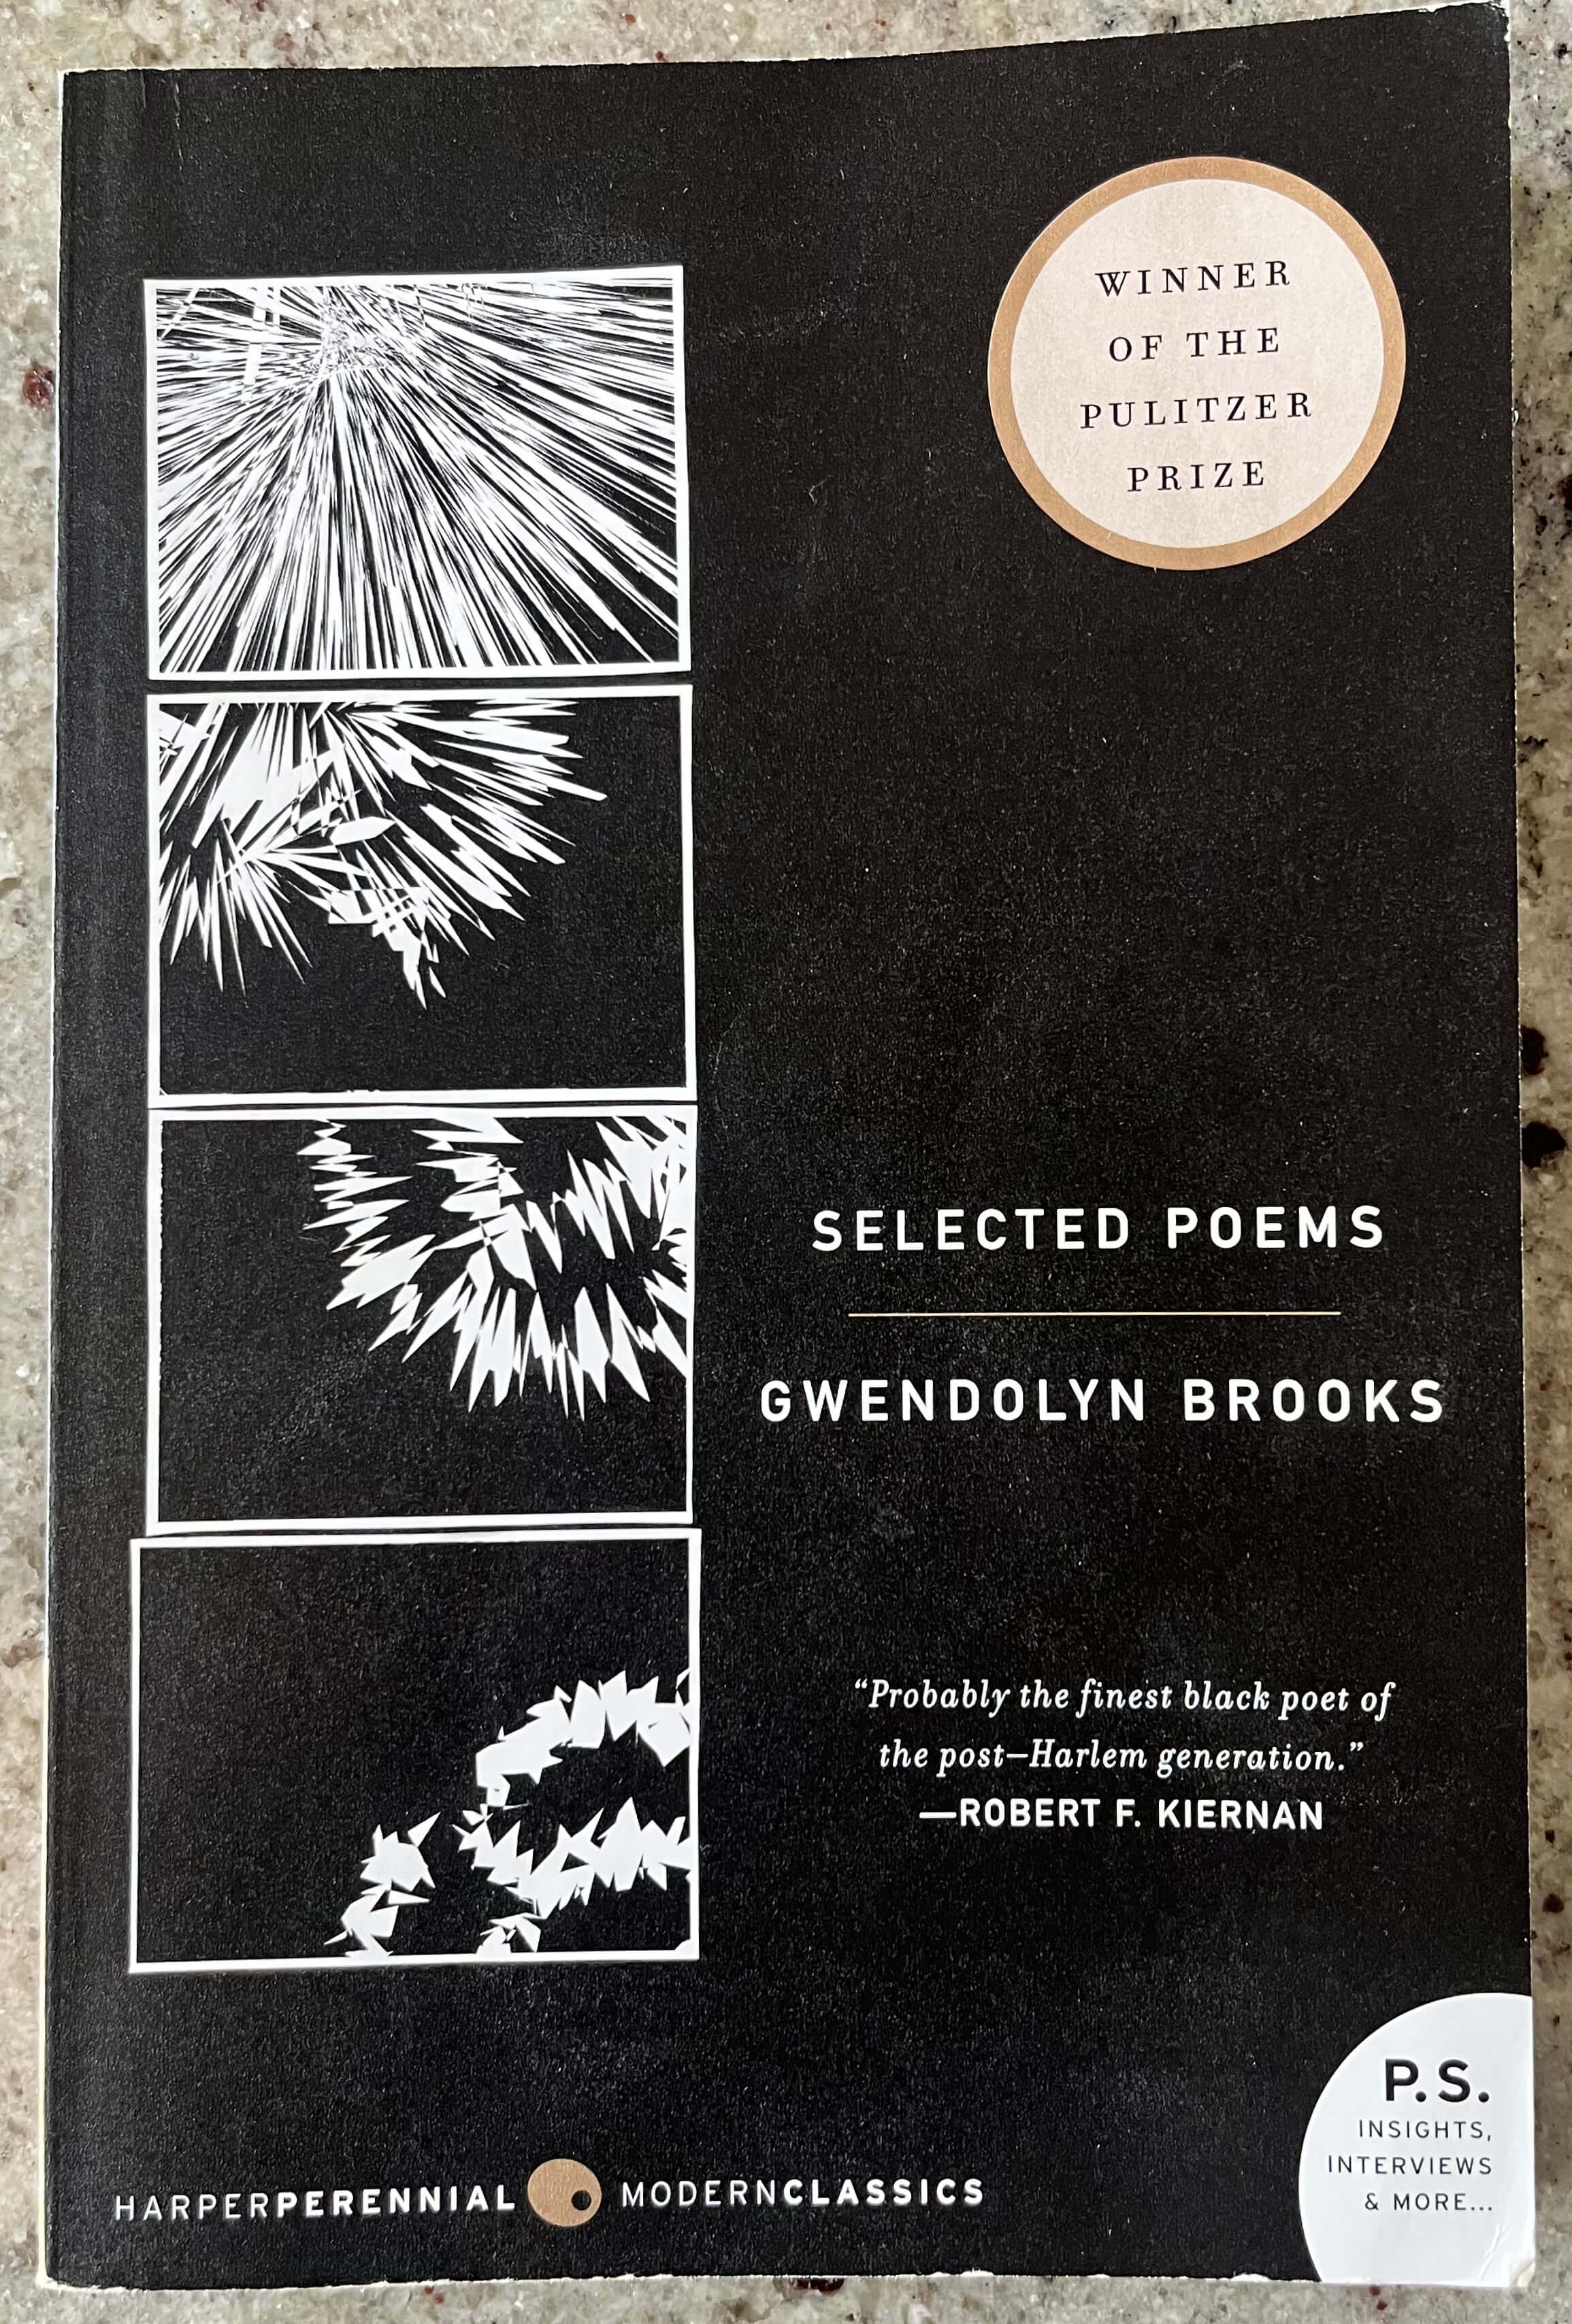 WINNER
OF THE
PULITZER
PRIZE
SELECTED POEMS
GWENDOLYN BROOKS
“Probably the finest black poet of
the post–Harlem generation.”
—ROBERT F. KIERNAN
P.S.
INSIGHTS,
INTERVIEWS
& MORE...
HARPERPERENNIAL MODERNCLASSICS